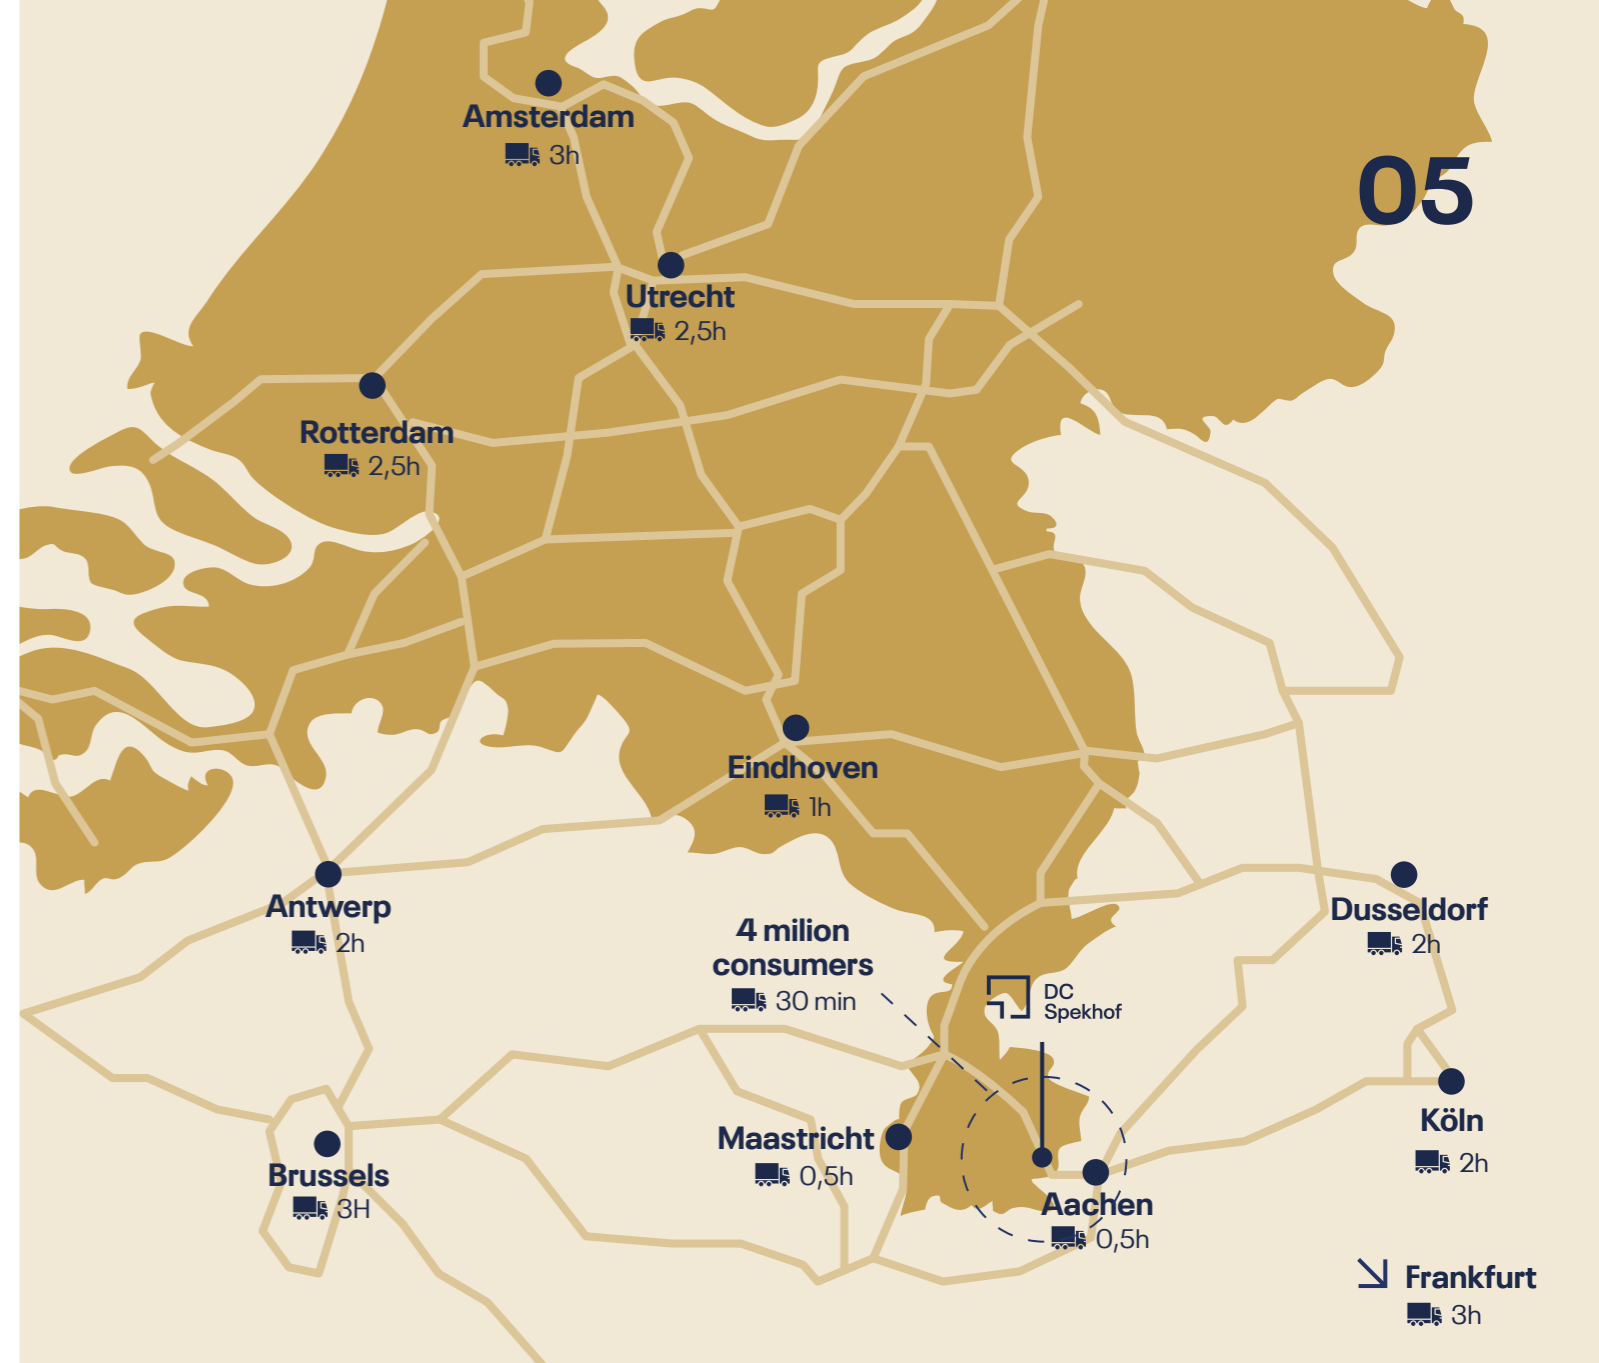 Amsterdam
3h
05
Utrecht
2,5h
Rotterdam
2,5h
Eindhoven
1h
Antwerp
2h
Dusseldorf
2h
4 milion
consumers
30 min
DC
Spekhof
Köln
2h
Maastricht
0,5h
Brussels
3H
Aachen
0,5h
Frankfurt
3h